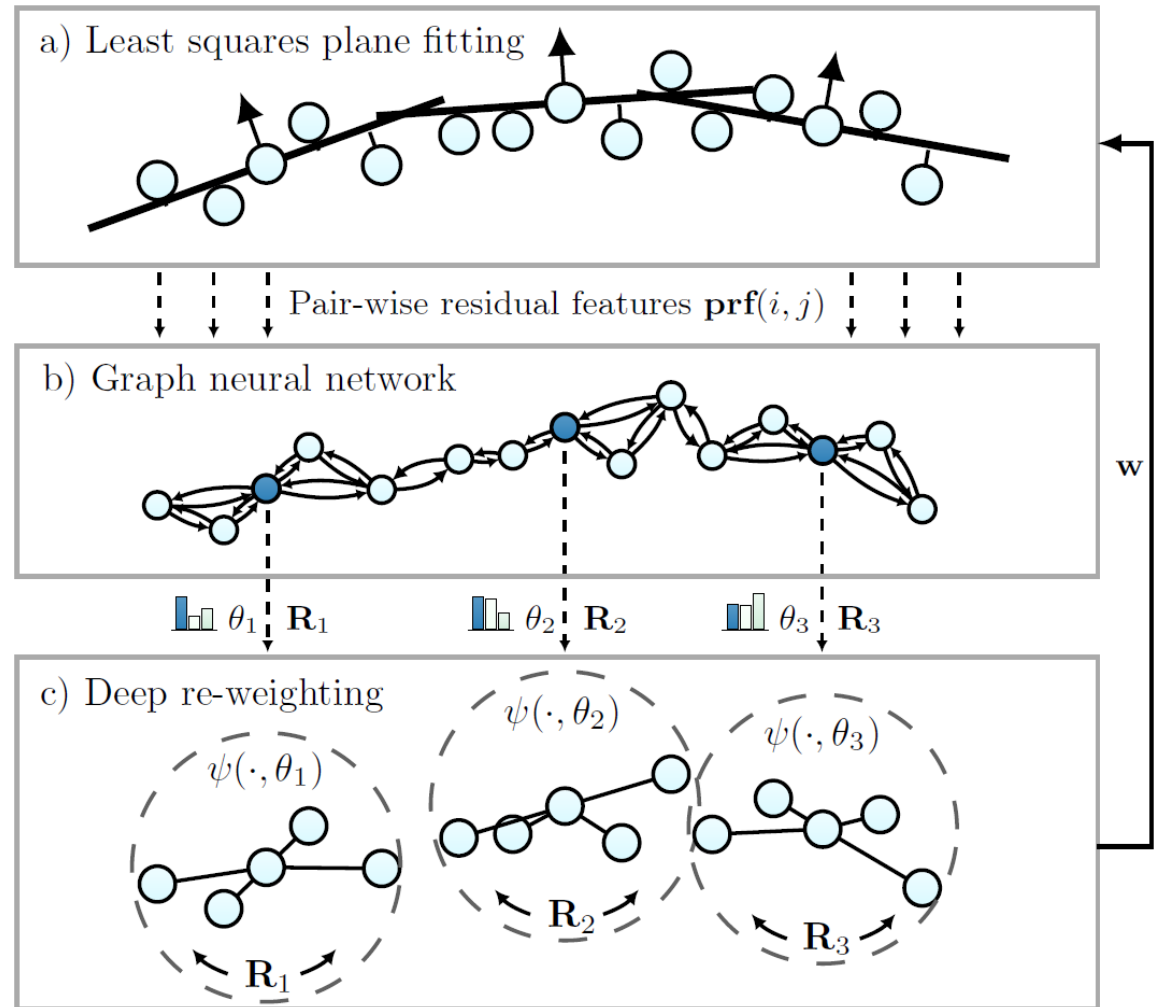 a) Least squares plane fitting
Pair-wise residual features prf(i, j)
b) Graph neural network
w
θ₁ R₁ θ₂ R₂ θ₃ R₃
c) Deep re-weighting
ψ(·, θ₁) ψ(·, θ₂) ψ(·, θ₃)
R₁ R₂ R₃